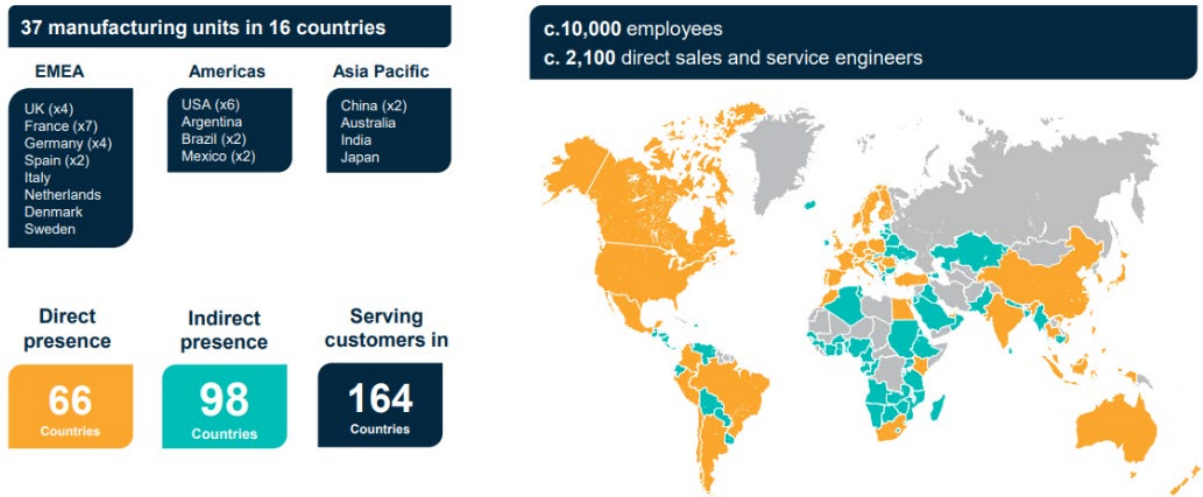 37 manufacturing units in 16 countries
EMEA
UK (x4)
France (x7)
Germany (x4)
Spain (x2)
Italy
Netherlands
Denmark
Sweden
Americas
USA (x6)
Argentina
Brazil (x2)
Mexico (x2)
Asia Pacific
China (x2)
Australia
India
Japan
Direct
presence
66
Countries
Indirect
presence
98
Countries
Serving
customers in
164
Countries
c.10,000 employees
c. 2,100 direct sales and service engineers